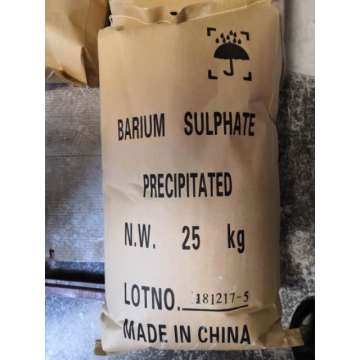 BARIUM SULPHATE
PRECIPITATED
N.W. 25 kg
LOTNO. 181217-5
MADE IN CHINA